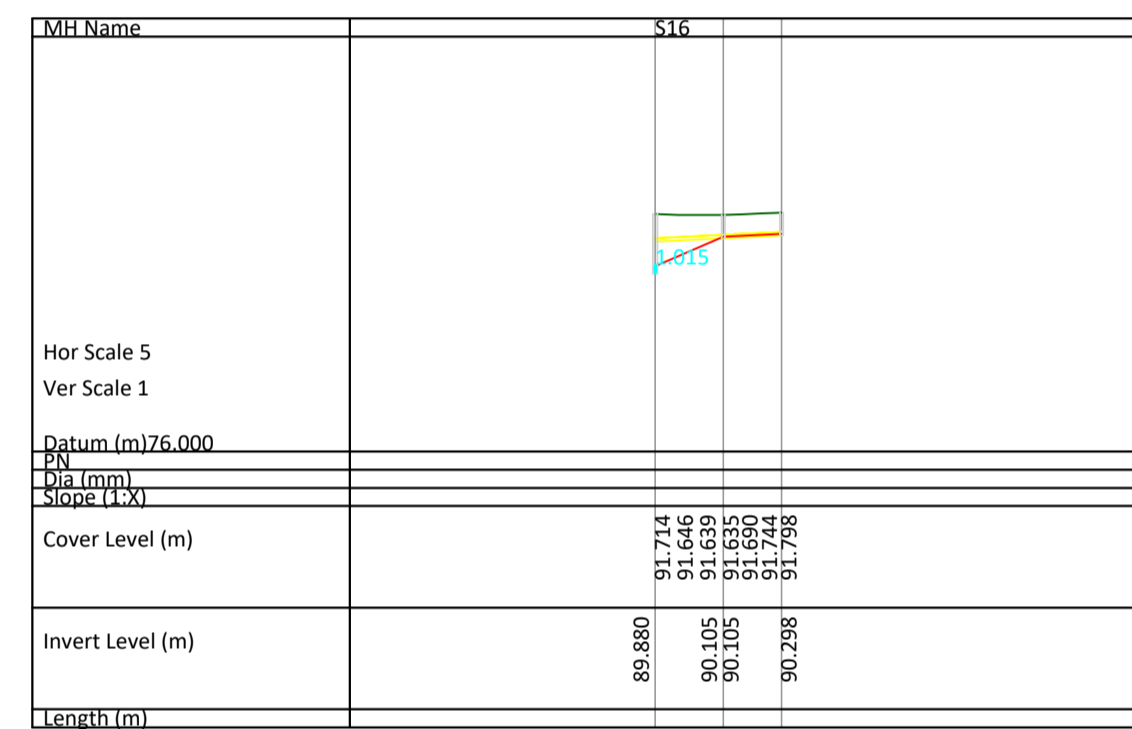 MH Name
S16
1.015
Hor Scale 5
Ver Scale 1
Datum (m)76.000
PN
Dia (mm)
Slope (1:X)
Cover Level (m)
91.714
91.646
91.639
91.635
91.690
91.744
91.798
Invert Level (m)
89.880
90.105
90.105
90.298
Length (m)